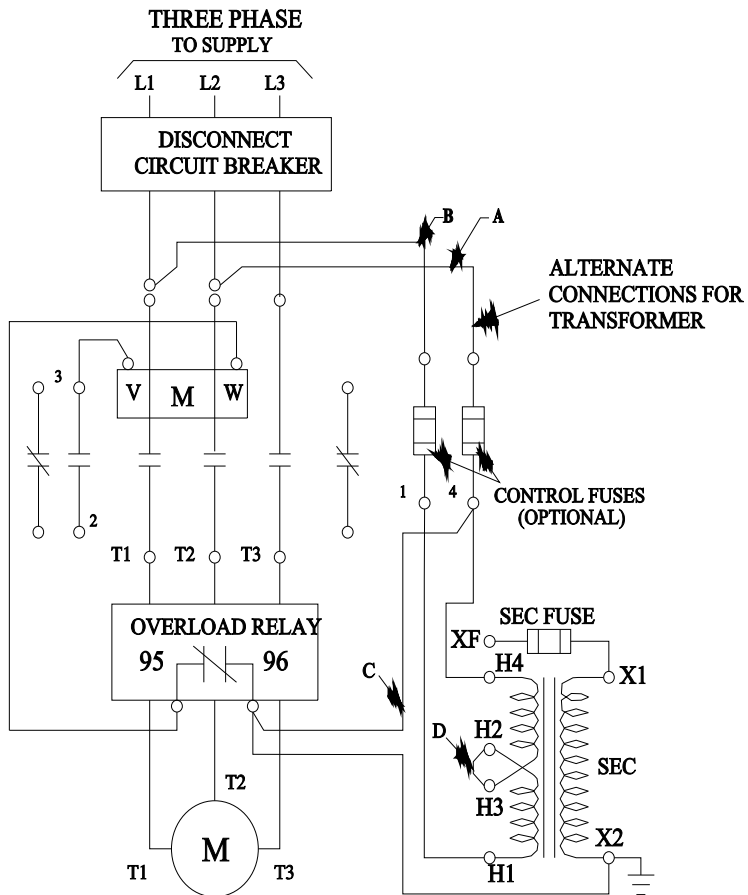 THREE PHASE
TO SUPPLY
L1 L2 L3
DISCONNECT
CIRCUIT BREAKER
B A
ALTERNATE
CONNECTIONS FOR
TRANSFORMER
3
V M W
1 4
CONTROL FUSES
(OPTIONAL)
2
T1 T2 T3
OVERLOAD RELAY
95 96
SEC FUSE
XF
H4 X1
C
D
H2
SEC
H3
T2
X2
M
T1 T3
H1